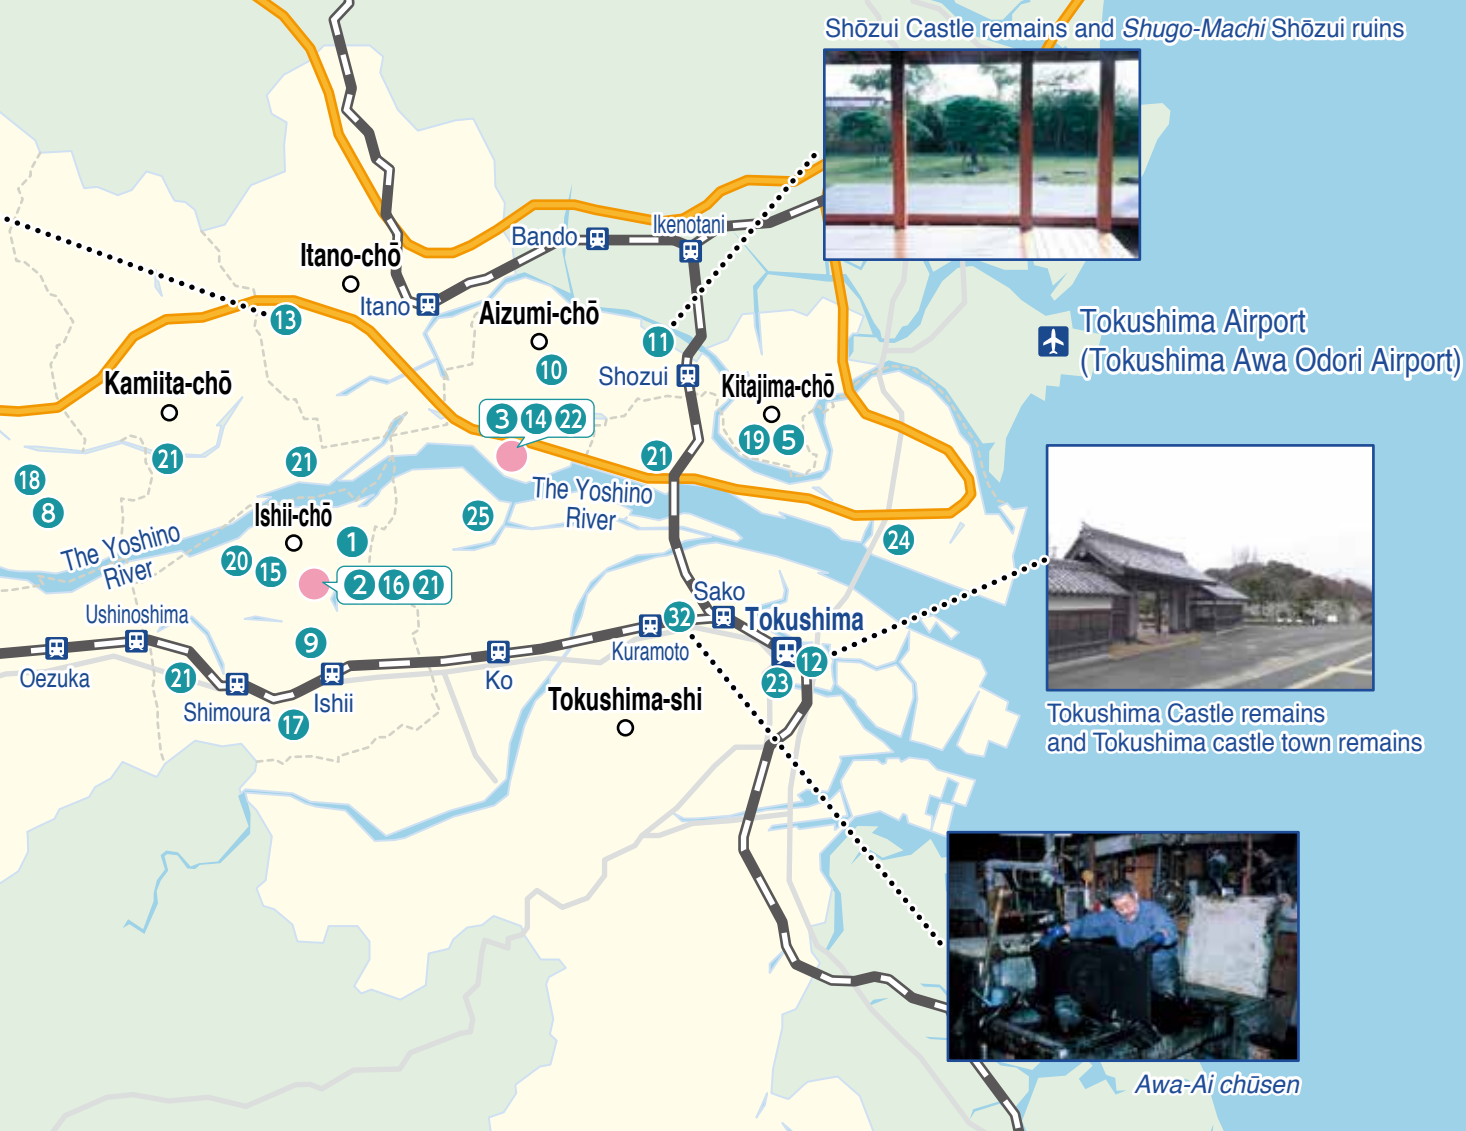 Shōzui Castle remains and Shugo-Machi Shōzui ruins
Ikenotani
Bando
Itano-chō
Itano
13
Aizumi-chō
11
Tokushima Airport
(Tokushima Awa Odori Airport)
10
Shozui
Kamiita-chō
Kitajima-chō
3 14 22
19 5
21
21
21
18
8
The Yoshino
River
25
Ishii-chō
1
24
The Yoshino
River
20
15
2 16 21
Sako
Ushinoshima
32
Tokushima
9
Kuramoto
12
Oezuka
21
Ko
23
Shimoura
Ishii
17
Tokushima-shi
Tokushima Castle remains
and Tokushima castle town remains
Awa-Ai chūsen